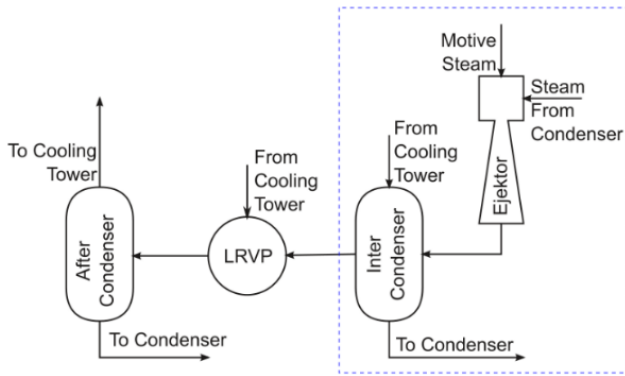 Motive
Steam
Steam
From
Condenser
Ejektor
From
Cooling
Tower
Inter
Condenser
To Condenser
From
Cooling
Tower
LRVP
To Cooling
Tower
After
Condenser
To Condenser